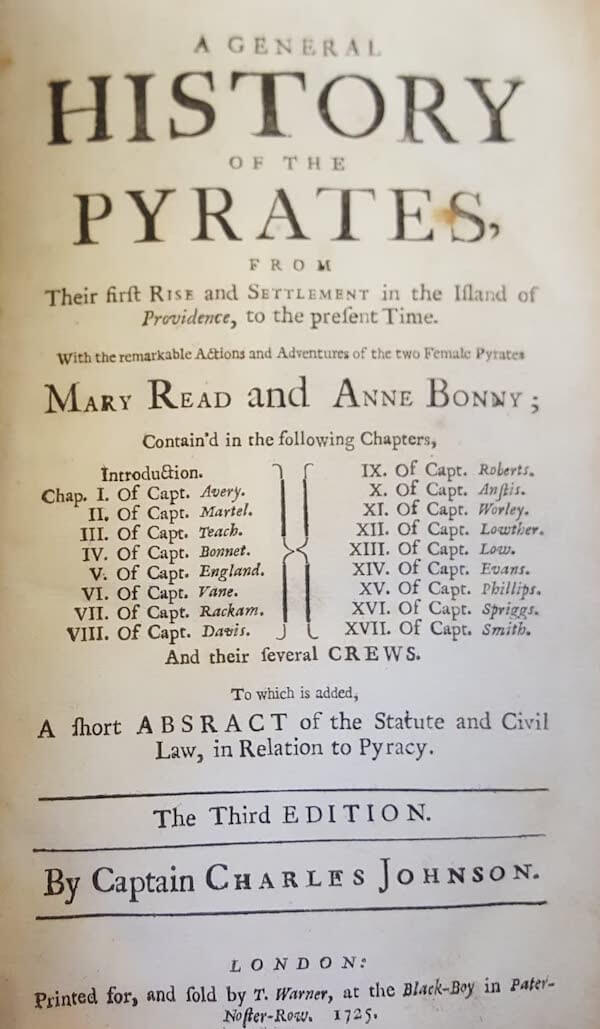 A GENERAL
HISTORY
OF THE
PYRATES,
FROM
Their firſt RISE and SETTLEMENT in the Iſland of
Providence, to the preſent Time.
With the remarkable Actions and Adventures of the two Female Pyrates
MARY READ and ANNE BONNY;
Contain'd in the following Chapters,
Introduction.
Chap. I. Of Capt. Avery.
II. Of Capt. Martel.
III. Of Capt. Teach.
IV. Of Capt. Bonnet.
V. Of Capt. England.
VI. Of Capt. Vane.
VII. Of Capt. Rackam.
VIII. Of Capt. Davis.
IX. Of Capt. Roberts.
X. Of Capt. Anſtis.
XI. Of Capt. Worley.
XII. Of Capt. Lowther.
XIII. Of Capt. Low.
XIV. Of Capt. Evans.
XV. Of Capt. Phillips.
XVI. Of Capt. Spriggs.
XVII. Of Capt. Smith.
And their ſeveral CREWS.
To which is added,
A ſhort ABSRACT of the Statute and Civil
Law, in Relation to Pyracy.
The Third EDITION.
By Captain CHARLES JOHNSON.
LONDON:
Printed for, and ſold by T. Warner, at the Black-Boy in Pater-
Noſter-Row. 1725.